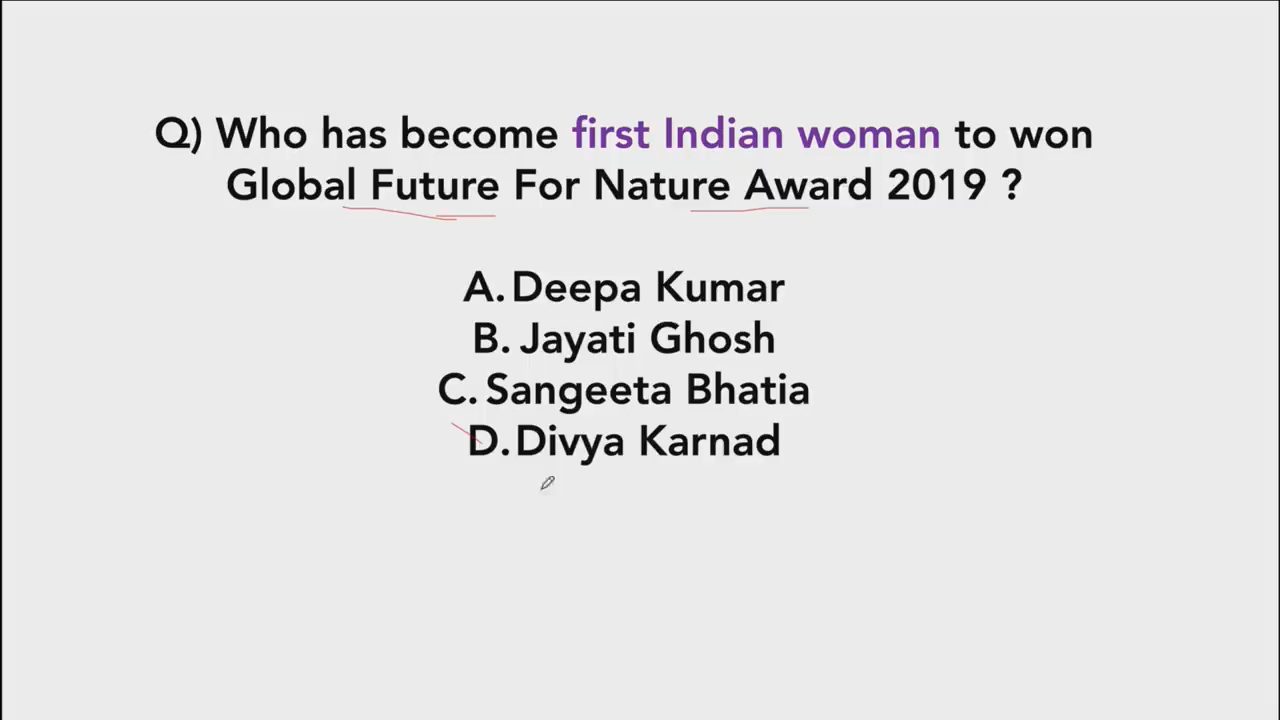 Q) Who has become first Indian woman to won
Global Future For Nature Award 2019 ?
A. Deepa Kumar
B. Jayati Ghosh
C. Sangeeta Bhatia
D. Divya Karnad